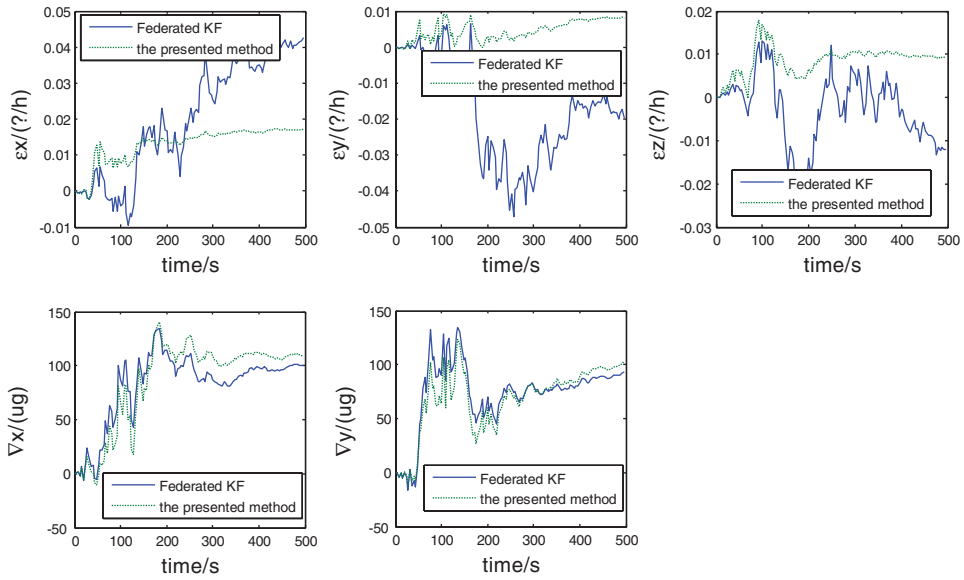 εx/(?/h)
0.05
0.04
0.03
0.02
0.01
0
-0.01
Federated KF
the presented method
0 100 200 300 400 500
time/s
εy/(?/h)
0.01
0
-0.01
-0.02
-0.03
-0.04
-0.05
Federated KF
the presented method
0 100 200 300 400 500
time/s
εz/(?/h)
0.02
0.01
0
-0.01
-0.02
-0.03
Federated KF
the presented method
0 100 200 300 400 500
time/s
∇x/(ug)
150
100
50
0
-50
Federated KF
the presented method
0 100 200 300 400 500
time/s
∇y/(ug)
150
100
50
0
-50
Federated KF
the presented method
0 100 200 300 400 500
time/s